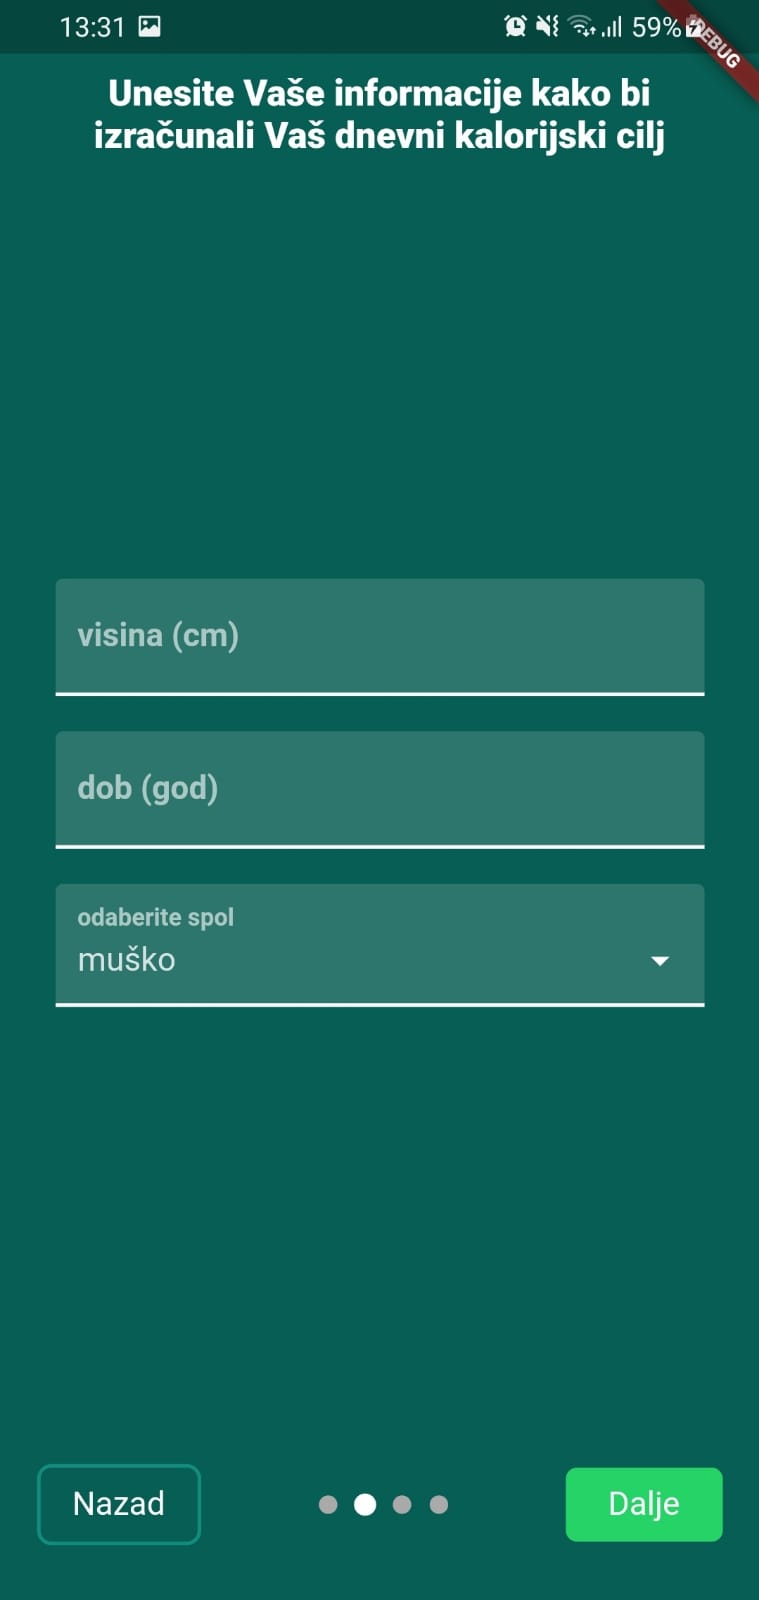 13:31
59%
DEBUG
Unesite Vaše informacije kako bi
izračunali Vaš dnevni kalorijski cilj
visina (cm)
dob (god)
odaberite spol
muško
Nazad
Dalje